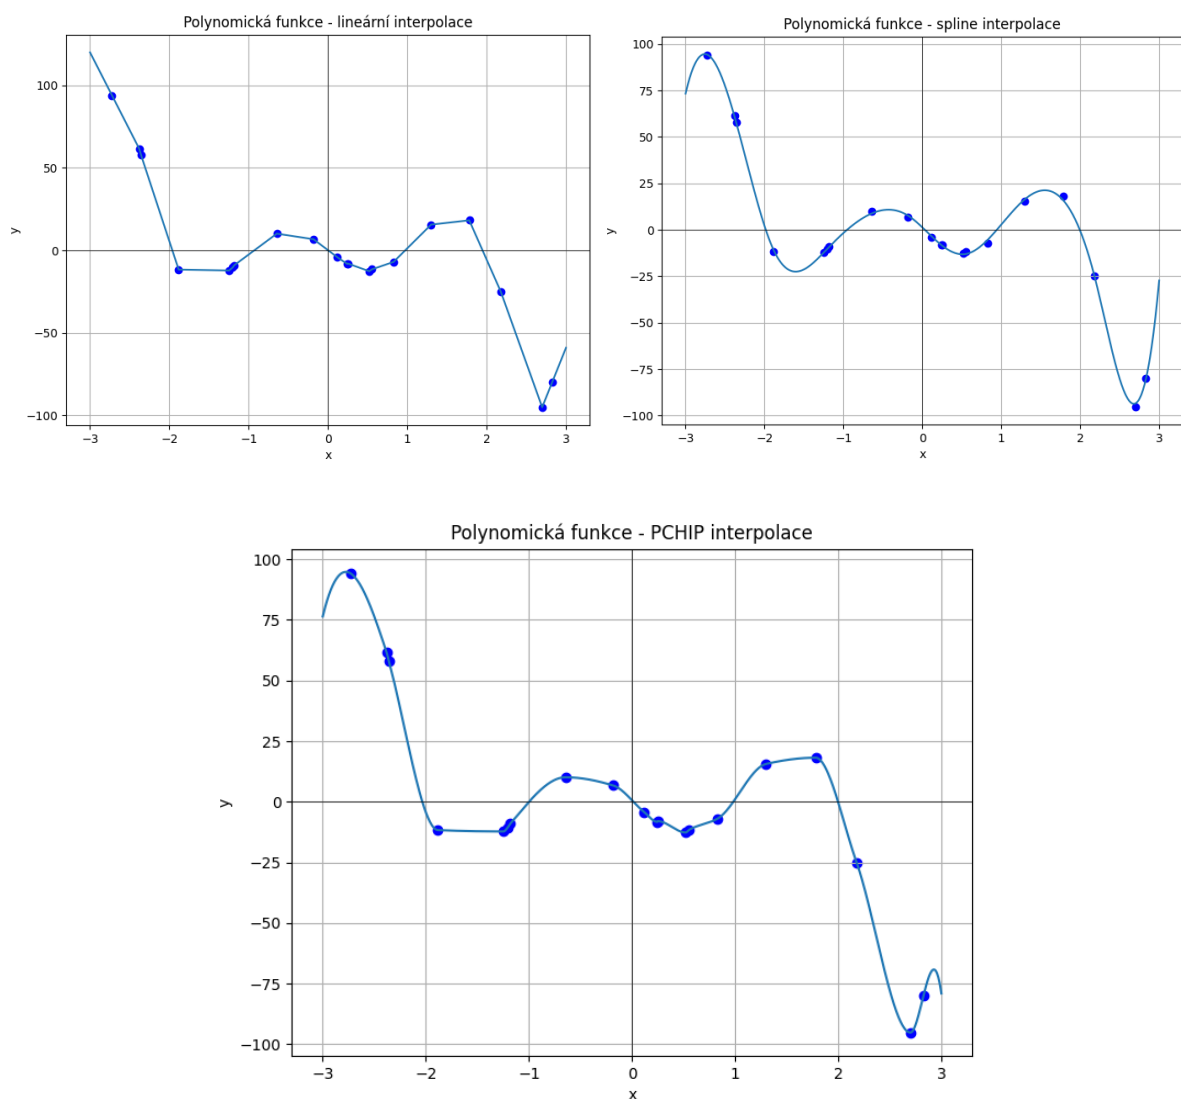 Polynomická funkce - lineární interpolace
100
50
0
−50
−100
y
−3 −2 −1 0 1 2 3
x
Polynomická funkce - spline interpolace
100
75
50
25
0
−25
−50
−75
−100
y
−3 −2 −1 0 1 2 3
x
Polynomická funkce - PCHIP interpolace
100
75
50
25
0
−25
−50
−75
−100
y
−3 −2 −1 0 1 2 3
x